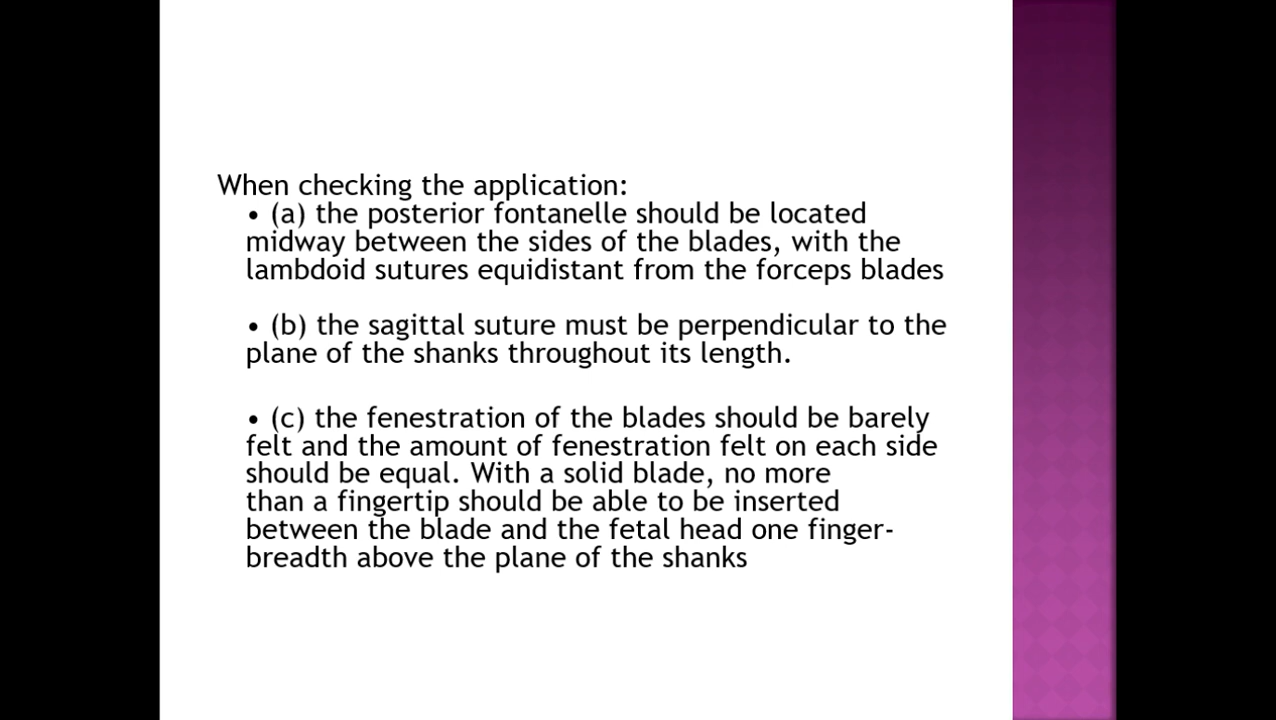 When checking the application:
• (a) the posterior fontanelle should be located
midway between the sides of the blades, with the
lambdoid sutures equidistant from the forceps blades
• (b) the sagittal suture must be perpendicular to the
plane of the shanks throughout its length.
• (c) the fenestration of the blades should be barely
felt and the amount of fenestration felt on each side
should be equal. With a solid blade, no more
than a fingertip should be able to be inserted
between the blade and the fetal head one finger-
breadth above the plane of the shanks